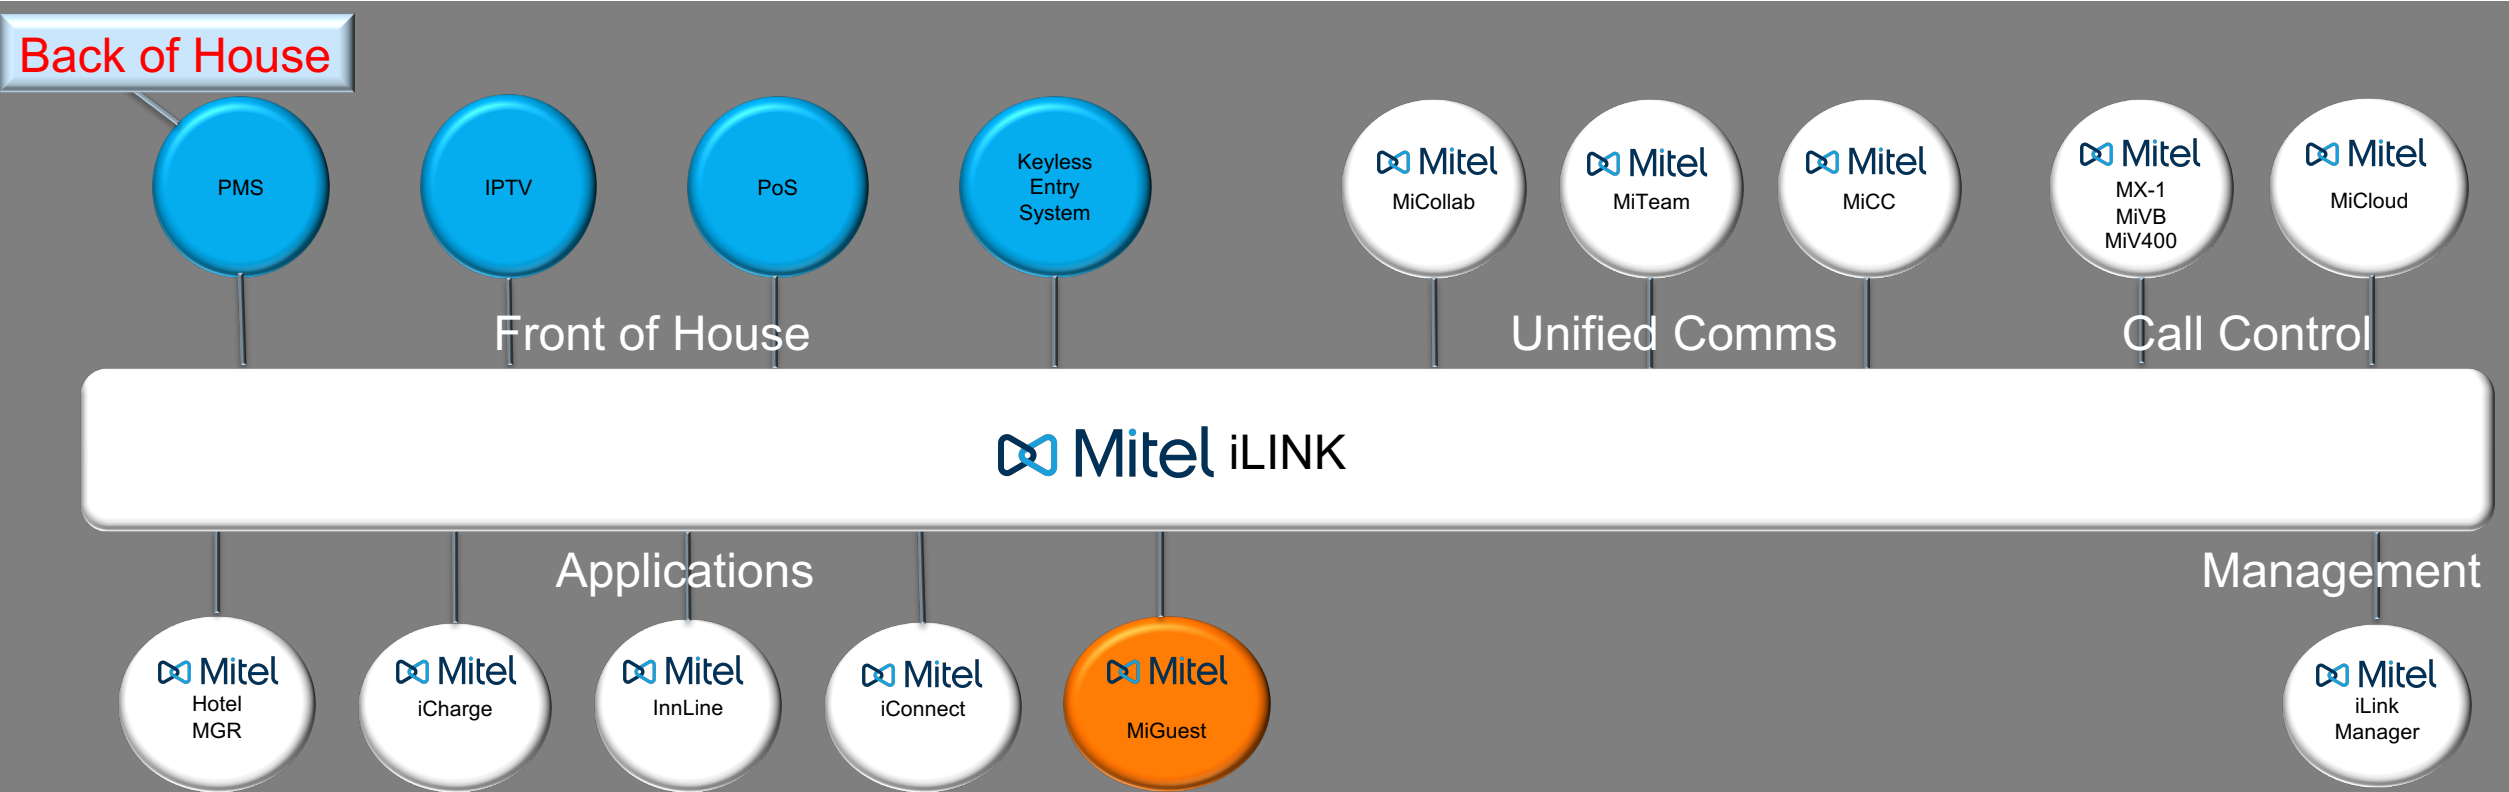 Back of House
PMS
IPTV
PoS
Keyless
Entry
System
Mitel
MiCollab
Mitel
MiTeam
Mitel
MiCC
Mitel
MX-1
MiVB
MiV400
Mitel
MiCloud
Front of House
Unified Comms
Call Control
Mitel iLINK
Applications
Management
Mitel
Hotel
MGR
Mitel
iCharge
Mitel
InnLine
Mitel
iConnect
Mitel
MiGuest
Mitel
iLink
Manager